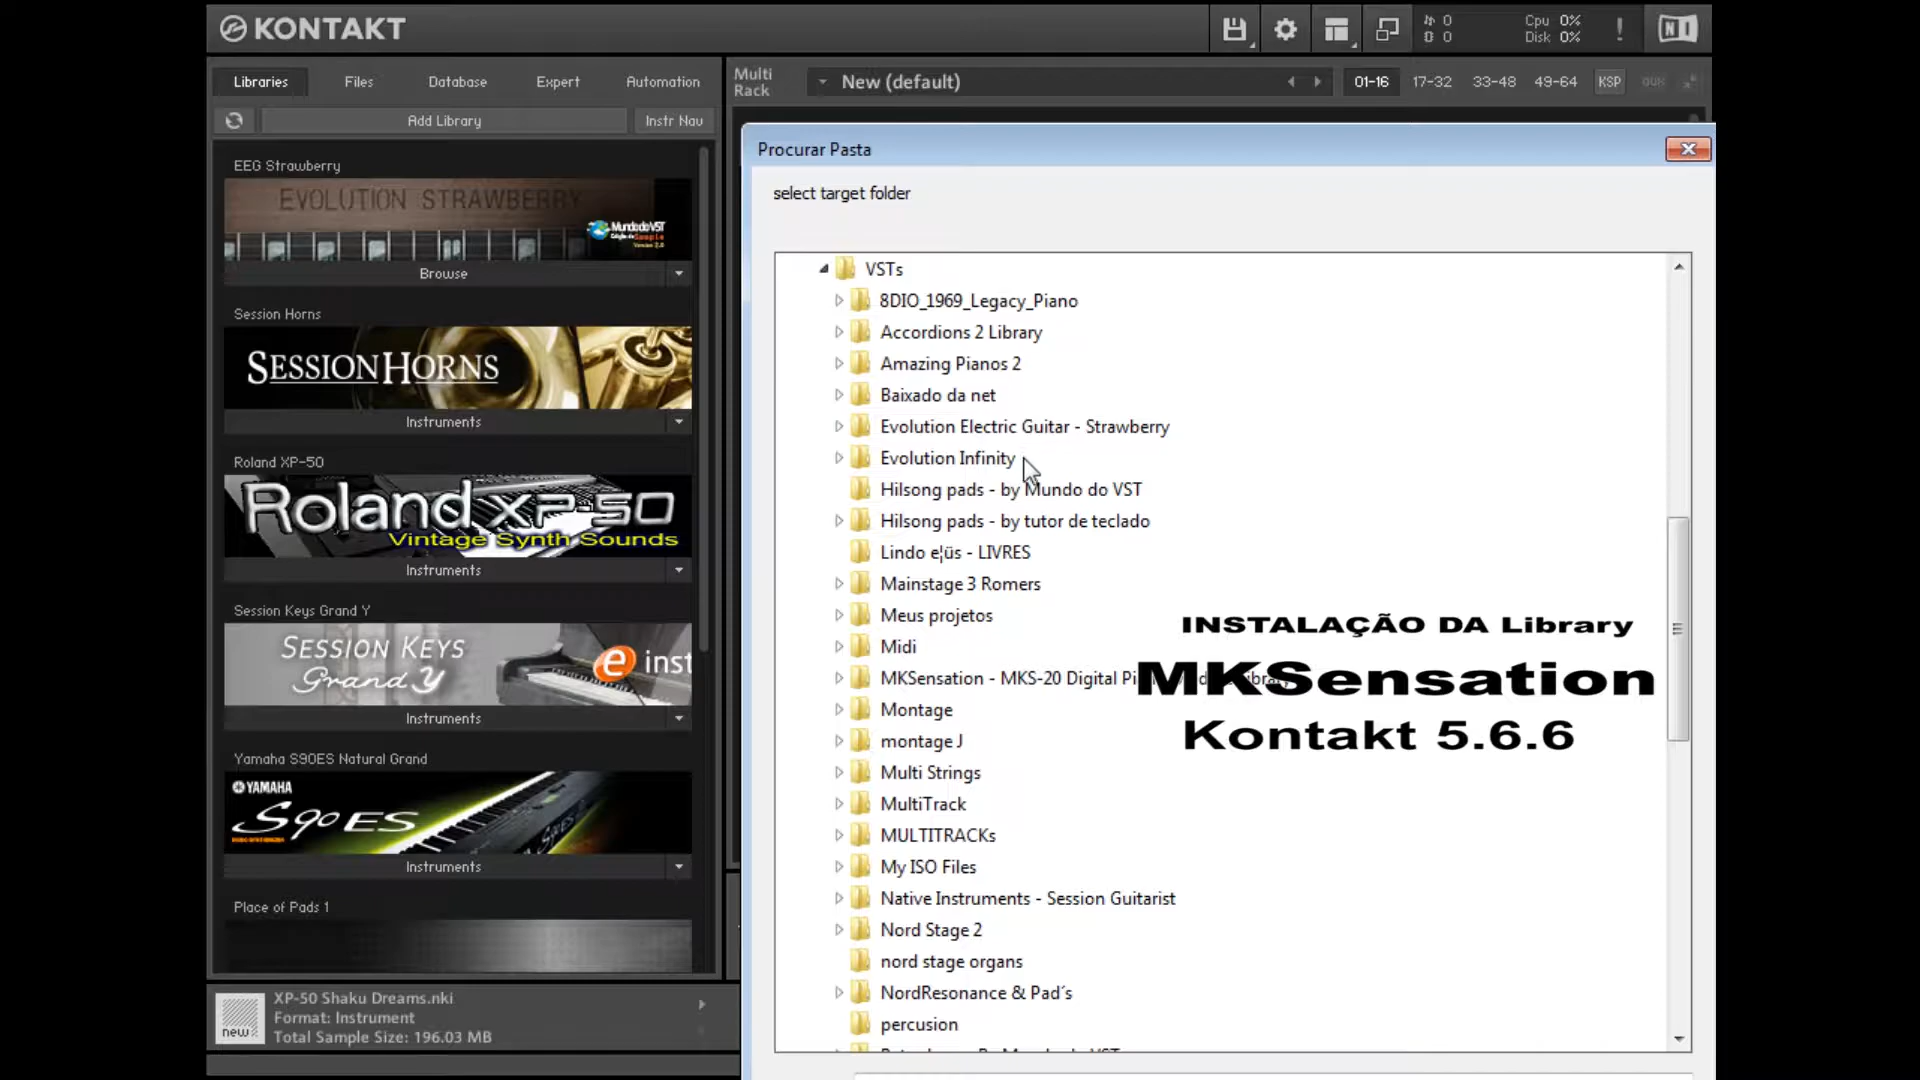 KONTAKT
0
0
Cpu 0%
Disk 0%
!
NI
Libraries
Files
Database
Expert
Automation
Multi
Rack
New (default)
01-16
17-32
33-48
49-64
KSP
AUX
Add Library
Instr Nav
EEG Strawberry
EVOLUTION STRAWBERRY
MundodoVST
Browse
Session Horns
SESSION HORNS
Instruments
Roland XP-50
Roland XP-50
Vintage Synth Sounds
Instruments
Session Keys Grand Y
SESSION KEYS
Grand Y
e inst
Instruments
Yamaha S90ES Natural Grand
YAMAHA
S90 ES
Instruments
Place of Pads 1
new
XP-50 Shaku Dreams.nki
Format: Instrument
Total Sample Size: 196.03 MB
Procurar Pasta
select target folder
VSTs
8DIO_1969_Legacy_Piano
Accordions 2 Library
Amazing Pianos 2
Baixado da net
Evolution Electric Guitar - Strawberry
Evolution Infinity
Hilsong pads - by Mundo do VST
Hilsong pads - by tutor de teclado
Lindo e¦üs - LIVRES
Mainstage 3 Romers
Meus projetos
Midi
MKSensation - MKS-20 Digital
Montage
montage J
Multi Strings
MultiTrack
MULTITRACKs
My ISO Files
Native Instruments - Session Guitarist
Nord Stage 2
nord stage organs
NordResonance & Pad´s
percusion
INSTALAÇÃO DA Library
MKSensation
Kontakt 5.6.6